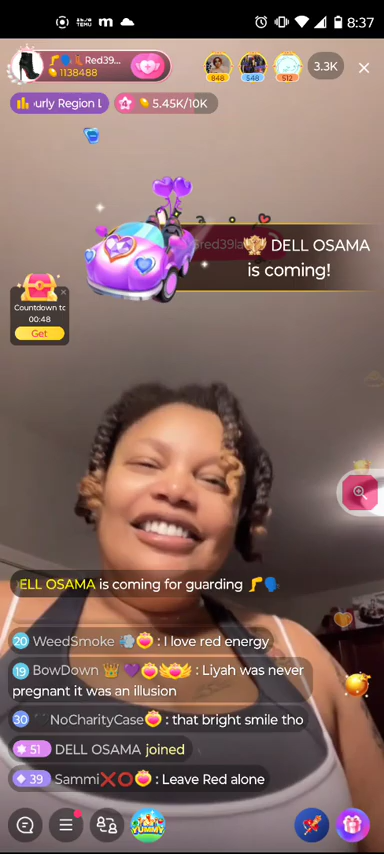 TEMU
m
8:37
Red39...
1138488
848
548
512
3.3K
urly Region L
5.45K/10K
DELL OSAMA
is coming!
Countdown to
00:48
Get
ELL OSAMA is coming for guarding
20 WeedSmoke : I love red energy
19 BowDown : Liyah was never
pregnant it was an illusion
30 NoCharityCase : that bright smile tho
51 DELL OSAMA joined
39 Sammi❌⭕ : Leave Red alone
YUMMY